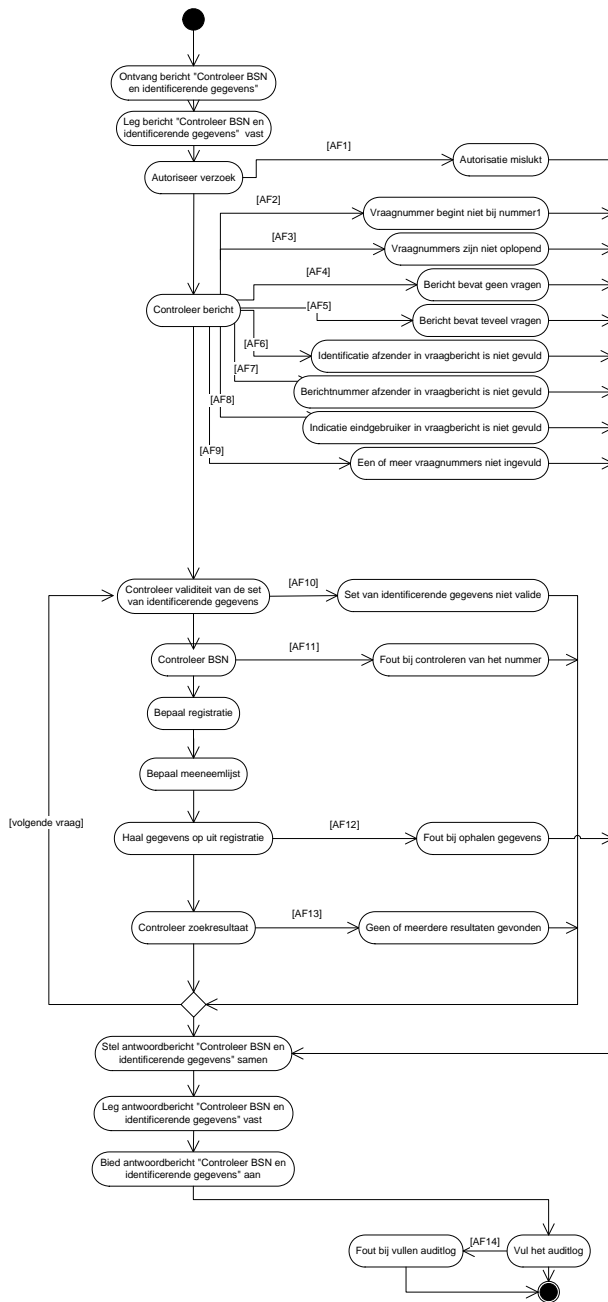 Ontvang bericht "Controleer BSN
en identificerende gegevens"
Leg bericht "Controleer BSN en
identificerende gegevens" vast
[AF1]
Autoriseer verzoek
Autorisatie mislukt
[AF2]
Vraagnummer begint niet bij nummer1
[AF3]
Vraagnummers zijn niet oplopend
[AF4]
Bericht bevat geen vragen
Controleer bericht
[AF5]
Bericht bevat teveel vragen
[AF6]
Identificatie afzender in vraagbericht is niet gevuld
[AF7]
Berichtnummer afzender in vraagbericht is niet gevuld
[AF8]
Indicatie eindgebruiker in vraagbericht is niet gevuld
[AF9]
Een of meer vraagnummers niet ingevuld
Controleer validiteit van de set
van identificerende gegevens
[AF10]
Set van identificerende gegevens niet valide
Controleer BSN
[AF11]
Fout bij controleren van het nummer
Bepaal registratie
Bepaal meeneemlijst
[volgende vraag]
Haal gegevens op uit registratie
[AF12]
Fout bij ophalen gegevens
Controleer zoekresultaat
[AF13]
Geen of meerdere resultaten gevonden
Stel antwoordbericht "Controleer BSN en
identificerende gegevens" samen
Leg antwoordbericht "Controleer BSN en
identificerende gegevens" vast
Bied antwoordbericht "Controleer BSN en
identificerende gegevens" aan
Fout bij vullen auditlog
[AF14]
Vul het auditlog